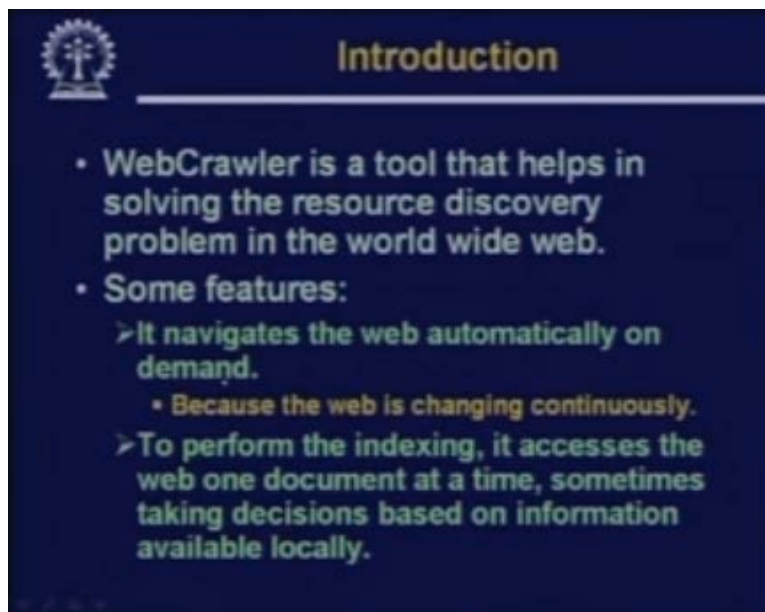 Introduction
• WebCrawler is a tool that helps in
solving the resource discovery
problem in the world wide web.
• Some features:
➢It navigates the web automatically on
demand.
▪ Because the web is changing continuously.
➢To perform the indexing, it accesses the
web one document at a time, sometimes
taking decisions based on information
available locally.